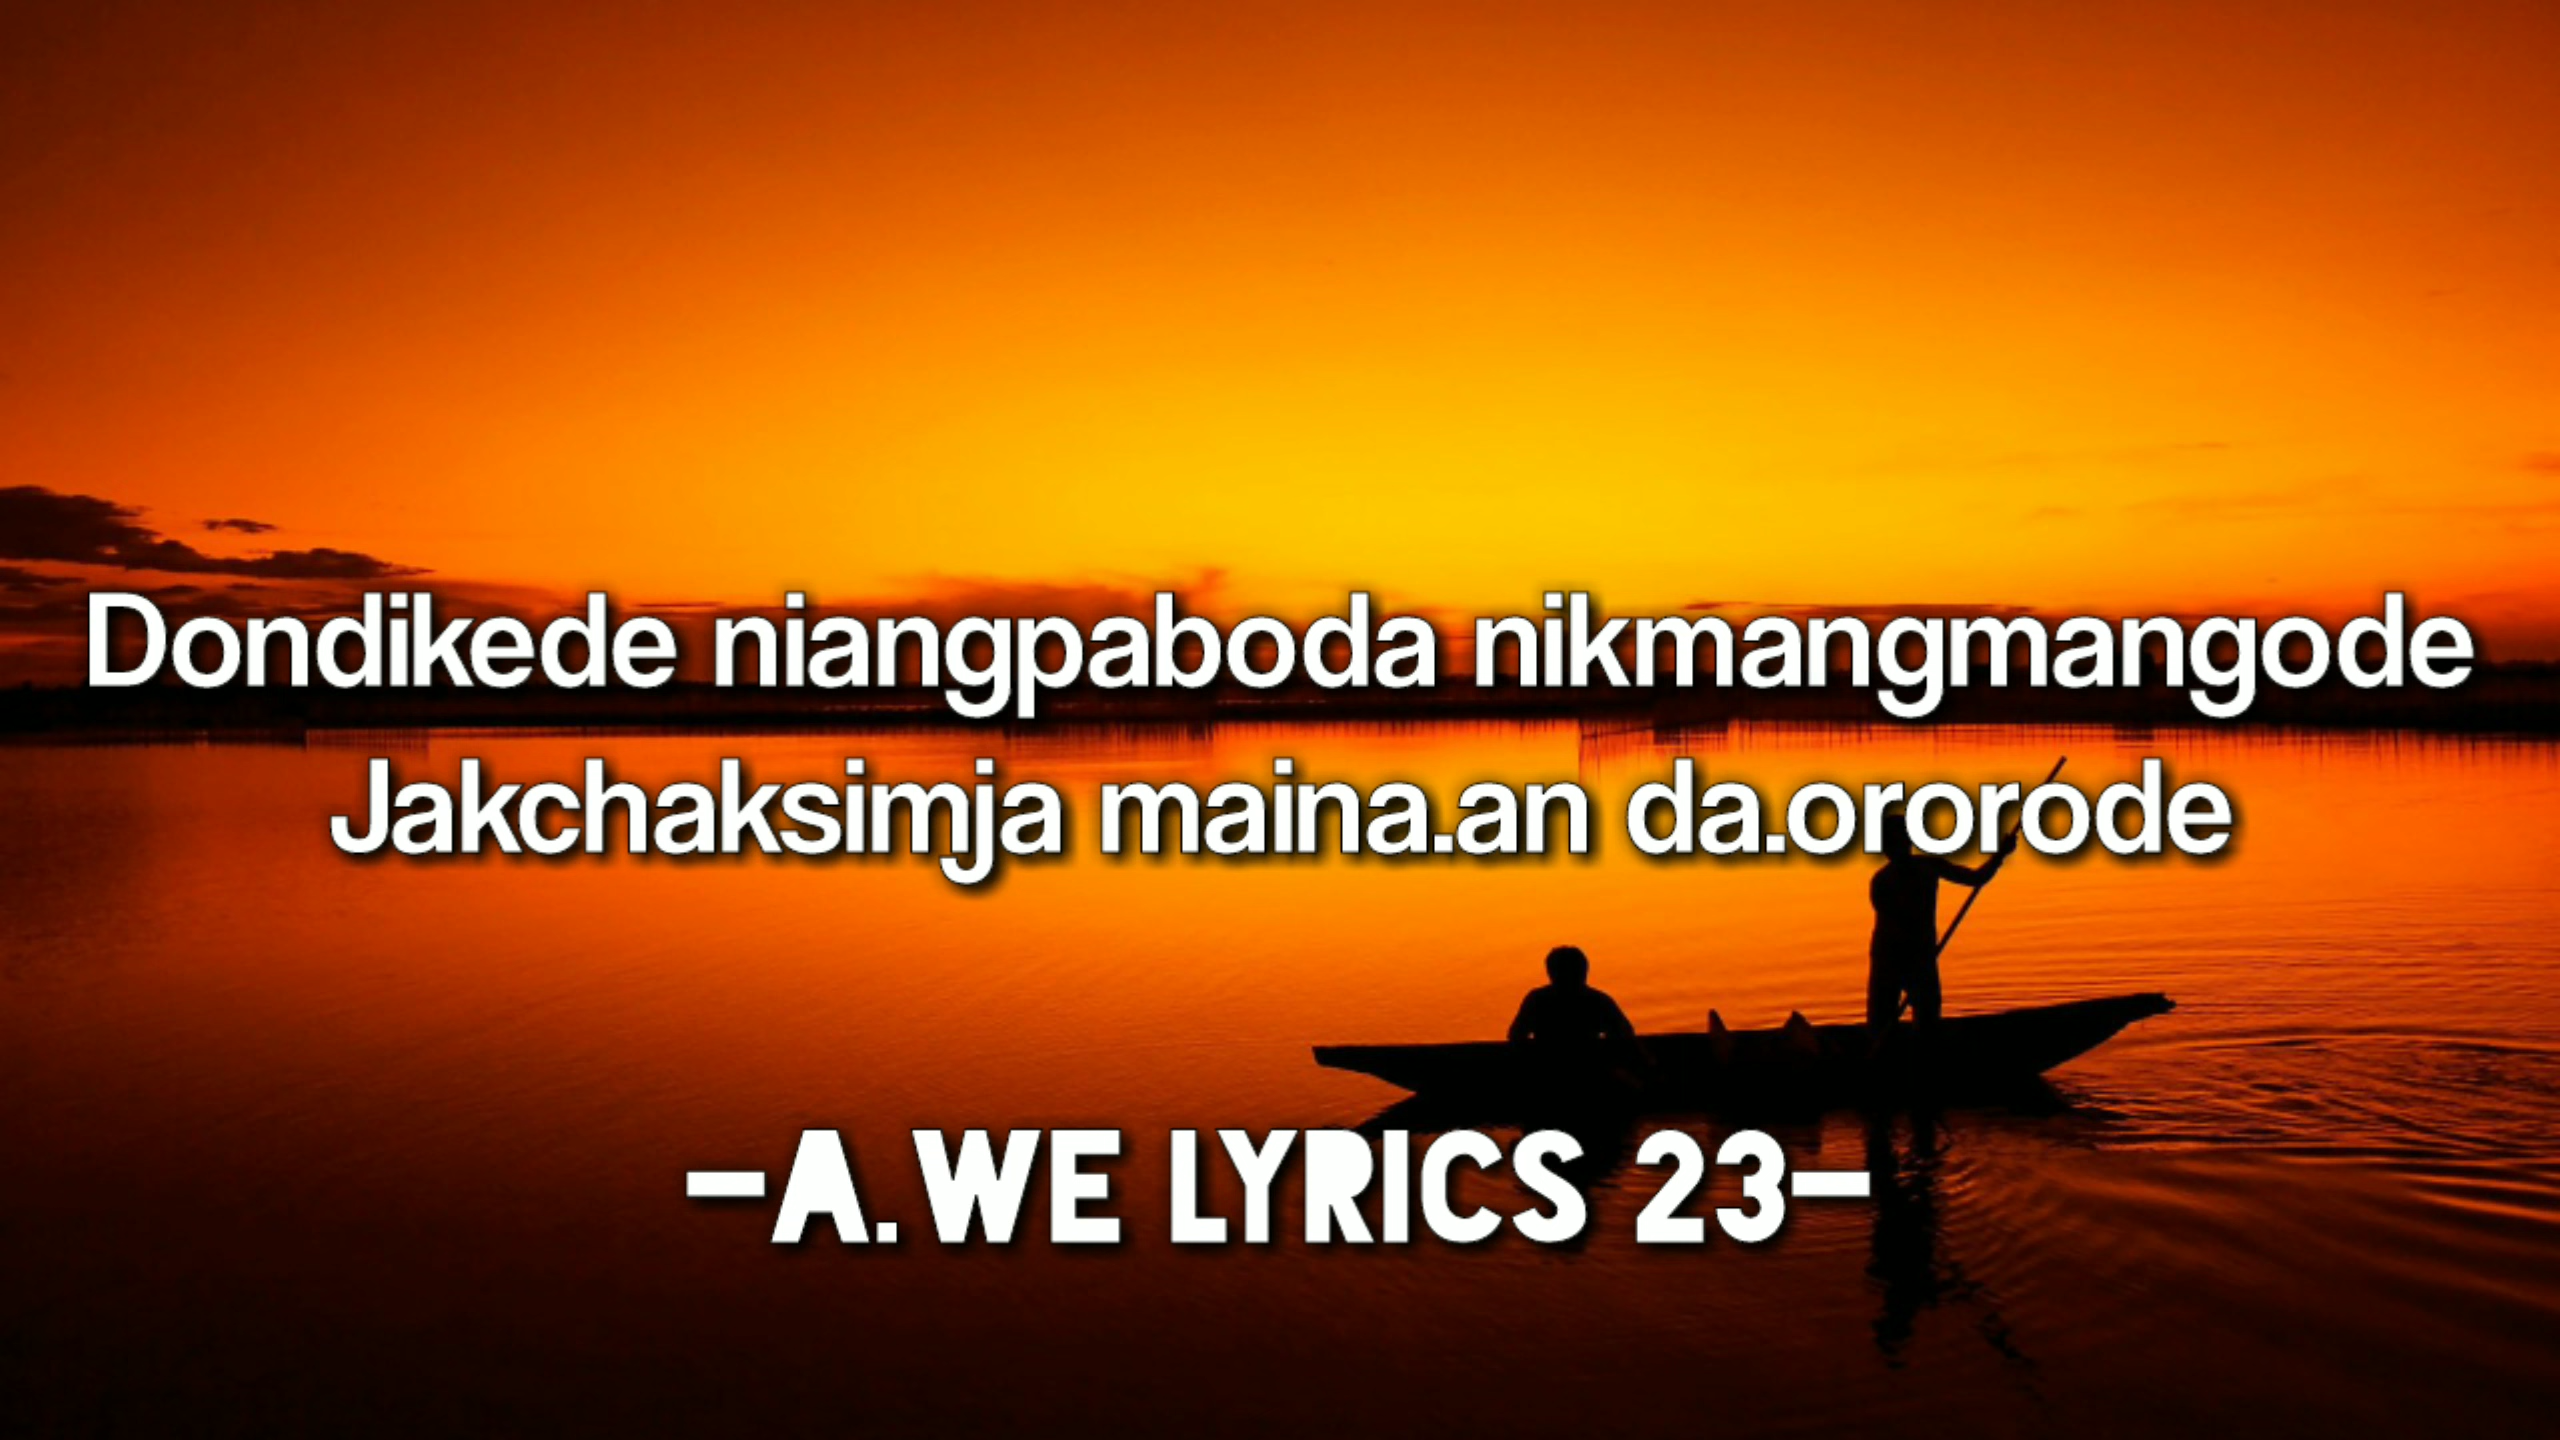 Dondikede niangpaboda nikmangmangode
Jakchaksimja maina.an da.ororode
-A.WE LYRICS 23-